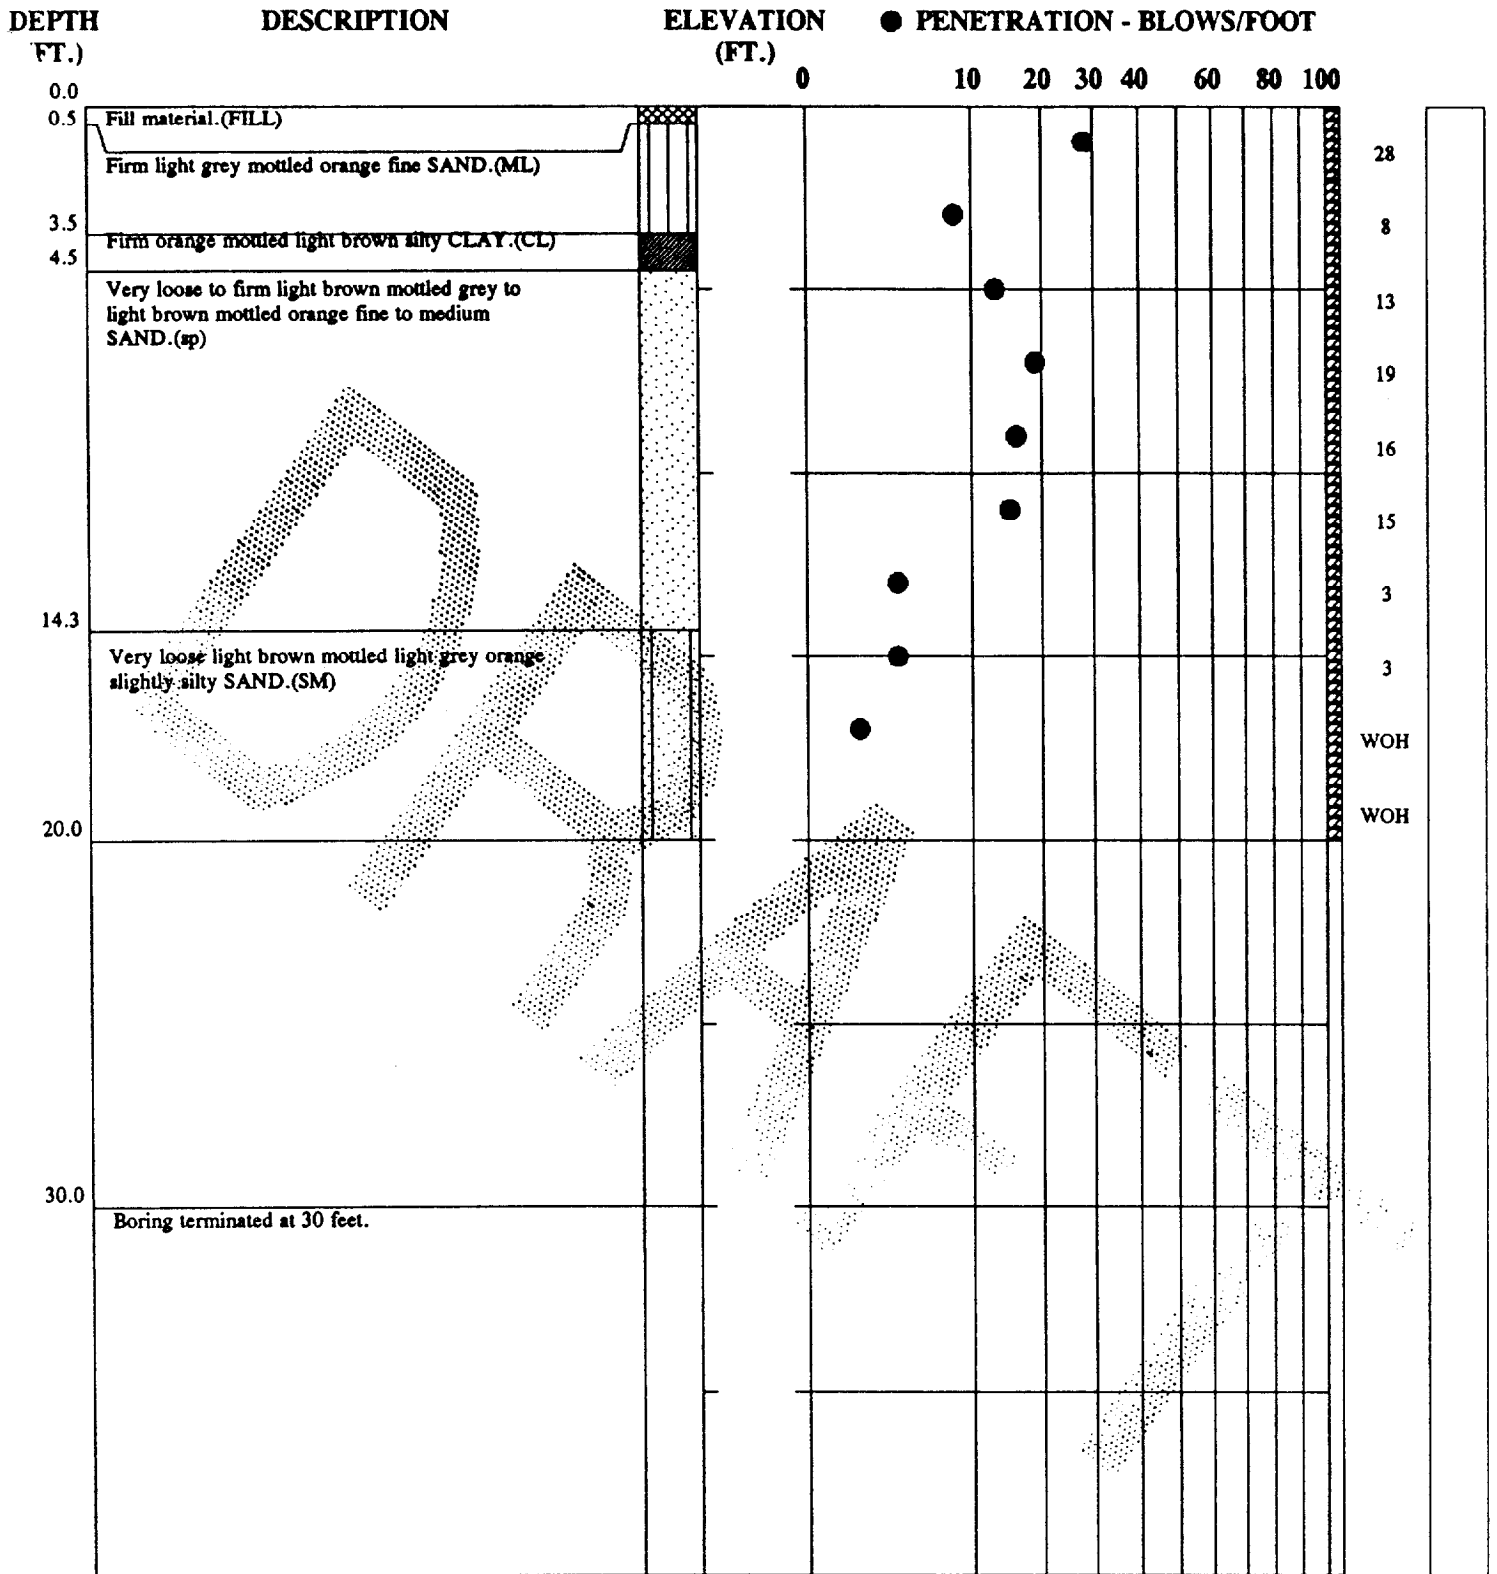 DEPTH DESCRIPTION ELEVATION ● PENETRATION - BLOWS/FOOT
FT.) (FT.)
0 10 20 30 40 60 80 100
0.0
0.5 Fill material.(FILL)
28
Firm light grey mottled orange fine SAND.(ML)
3.5 8
Firm orange mottled light brown silty CLAY.(CL)
4.5
Very loose to firm light brown mottled grey to
13
light brown mottled orange fine to medium
SAND.(sp)
19
16
15
3
14.3
Very loose light brown mottled light grey orange
3
slightly silty SAND.(SM)
WOH
WOH
20.0
30.0
Boring terminated at 30 feet.
DRAFT